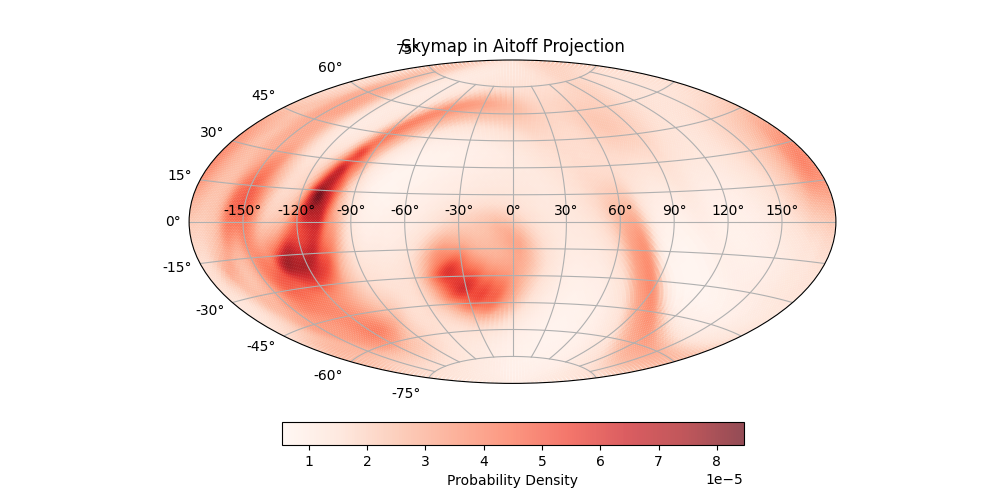 75°
Skymap in Aitoff Projection
60°
45°
30°
15°
-150° -120° -90° -60° -30° 0° 30° 60° 90° 120° 150°
0°
-15°
-30°
-45°
-60°
-75°
1 2 3 4 5 6 7 8
1e−5
Probability Density